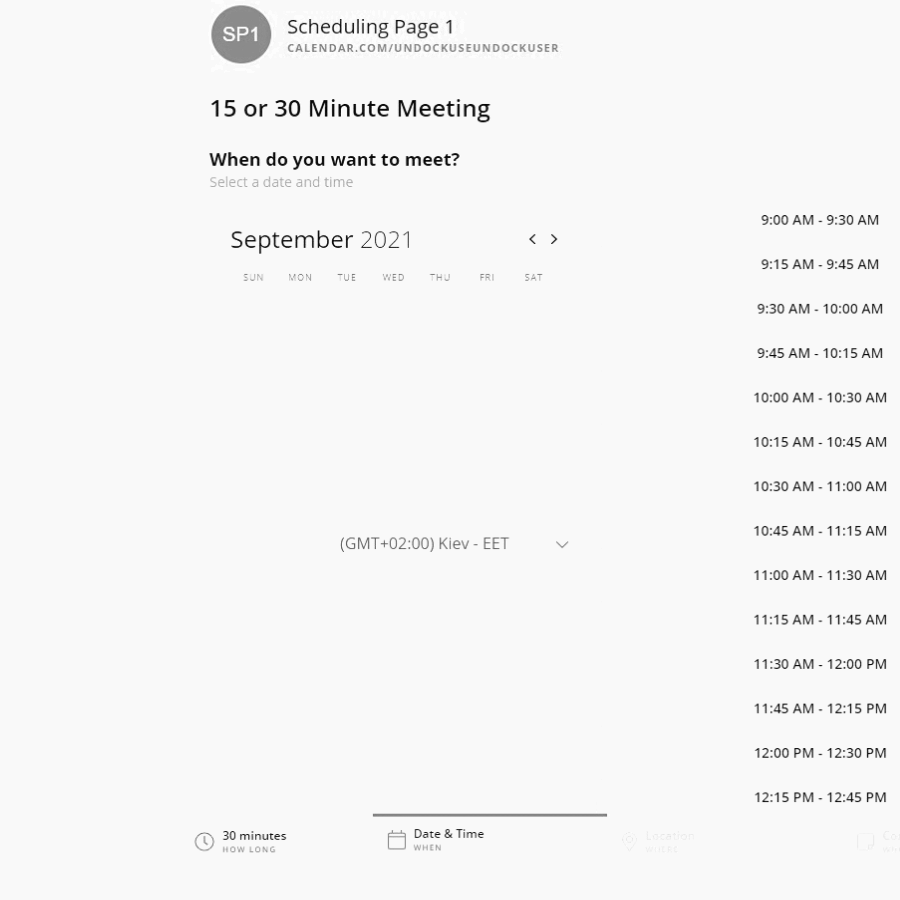 SP1
Scheduling Page 1
CALENDAR.COM/UNDOCKUSEUNDOCKUSER
15 or 30 Minute Meeting
When do you want to meet?
Select a date and time
September 2021
SUN MON TUE WED THU FRI SAT
(GMT+02:00) Kiev - EET
9:00 AM - 9:30 AM
9:15 AM - 9:45 AM
9:30 AM - 10:00 AM
9:45 AM - 10:15 AM
10:00 AM - 10:30 AM
10:15 AM - 10:45 AM
10:30 AM - 11:00 AM
10:45 AM - 11:15 AM
11:00 AM - 11:30 AM
11:15 AM - 11:45 AM
11:30 AM - 12:00 PM
11:45 AM - 12:15 PM
12:00 PM - 12:30 PM
12:15 PM - 12:45 PM
30 minutes
HOW LONG
Date & Time
WHEN
Location
WHERE